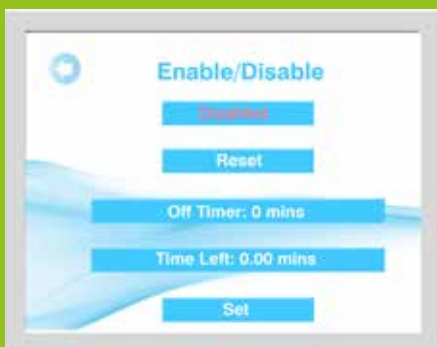 Enable/Disable
Disabled
Reset
Off Timer: 0 mins
Time Left: 0.00 mins
Set